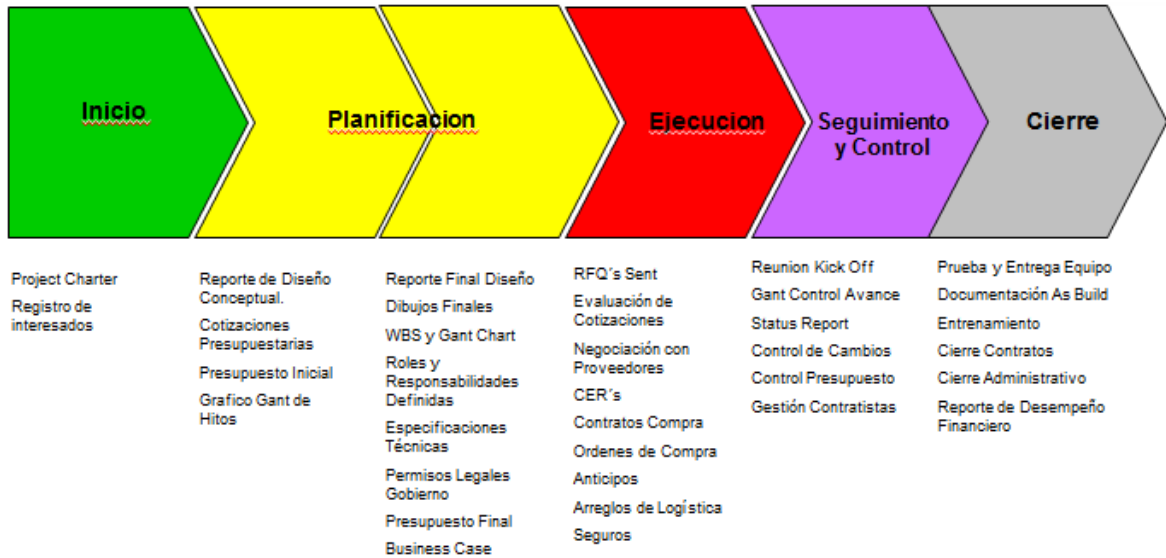 Inicio
Planificacion
Ejecucion
Seguimiento
y Control
Cierre
Project Charter
Registro de
interesados
Reporte de Diseño
Conceptual.
Cotizaciones
Presupuestarias
Presupuesto Inicial
Grafico Gant de
Hitos
Reporte Final Diseño
Dibujos Finales
WBS y Gant Chart
Roles y
Responsabilidades
Definidas
Especificaciones
Técnicas
Permisos Legales
Gobierno
Presupuesto Final
Business Case
RFQ´s Sent
Evaluación de
Cotizaciones
Negociación con
Proveedores
CER´s
Contratos Compra
Ordenes de Compra
Anticipos
Arreglos de Logística
Seguros
Reunion Kick Off
Gant Control Avance
Status Report
Control de Cambios
Control Presupuesto
Gestión Contratistas
Prueba y Entrega Equipo
Documentación As Build
Entrenamiento
Cierre Contratos
Cierre Administrativo
Reporte de Desempeño
Financiero